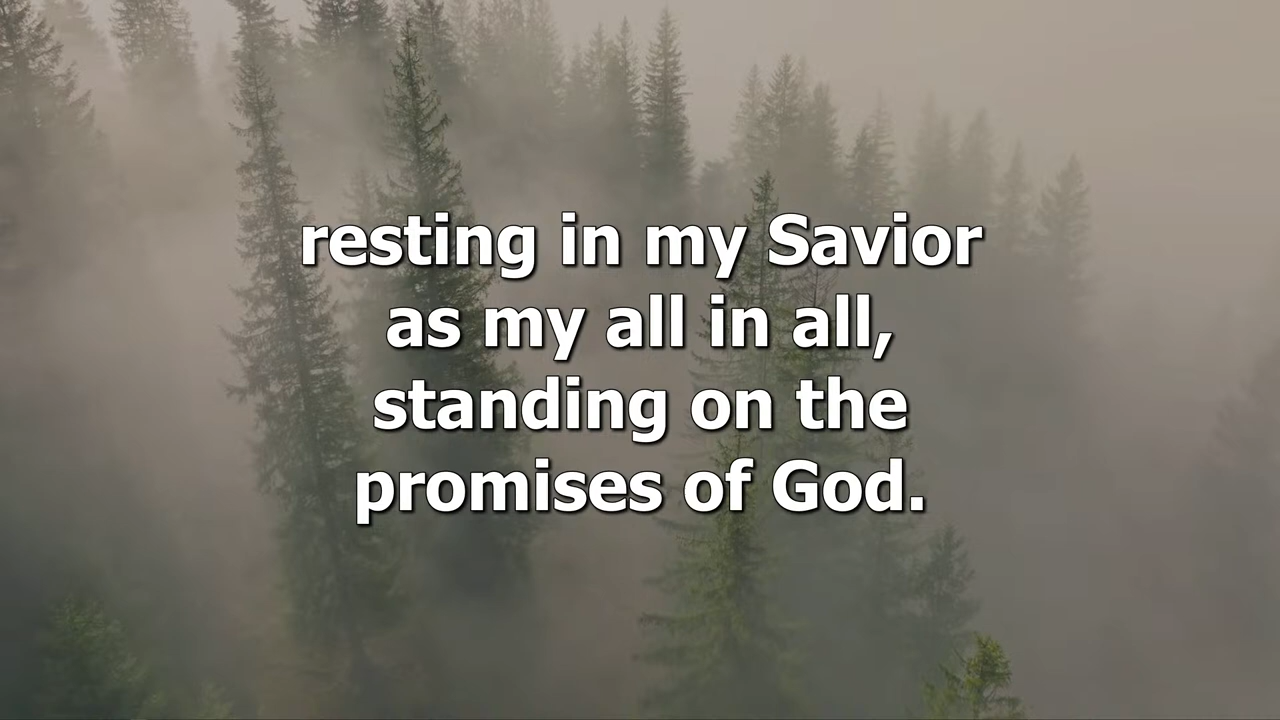 resting in my Savior
as my all in all,
standing on the
promises of God.